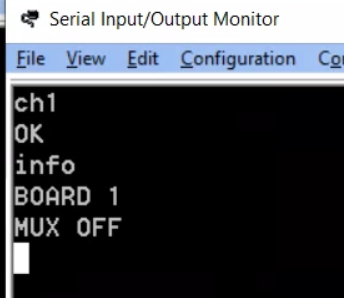 Serial Input/Output Monitor
File View Edit Configuration
ch1
OK
info
BOARD 1
MUX OFF